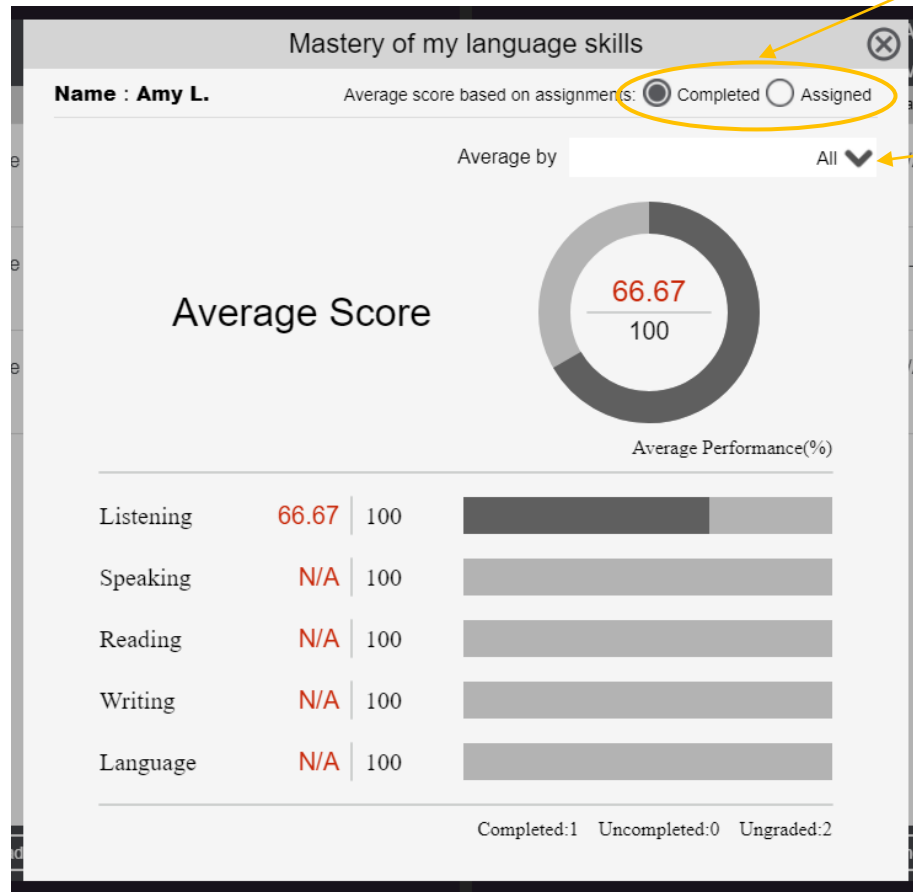 Mastery of my language skills
Name : Amy L.
Average score based on assignments: Completed Assigned
Average by All
Average Score
66.67
100
Average Performance(%)
Listening 66.67 100
Speaking N/A 100
Reading N/A 100
Writing N/A 100
Language N/A 100
Completed:1 Uncompleted:0 Ungraded:2